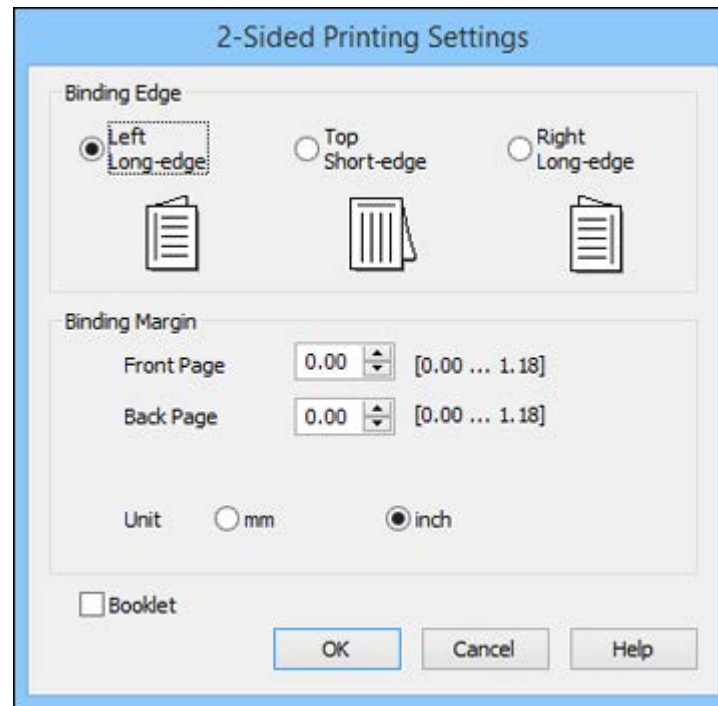 2-Sided Printing Settings
Binding Edge
Left
Long-edge
Top
Short-edge
Right
Long-edge
Binding Margin
Front Page 0.00 [0.00 ... 1.18]
Back Page 0.00 [0.00 ... 1.18]
Unit mm inch
Booklet
OK Cancel Help